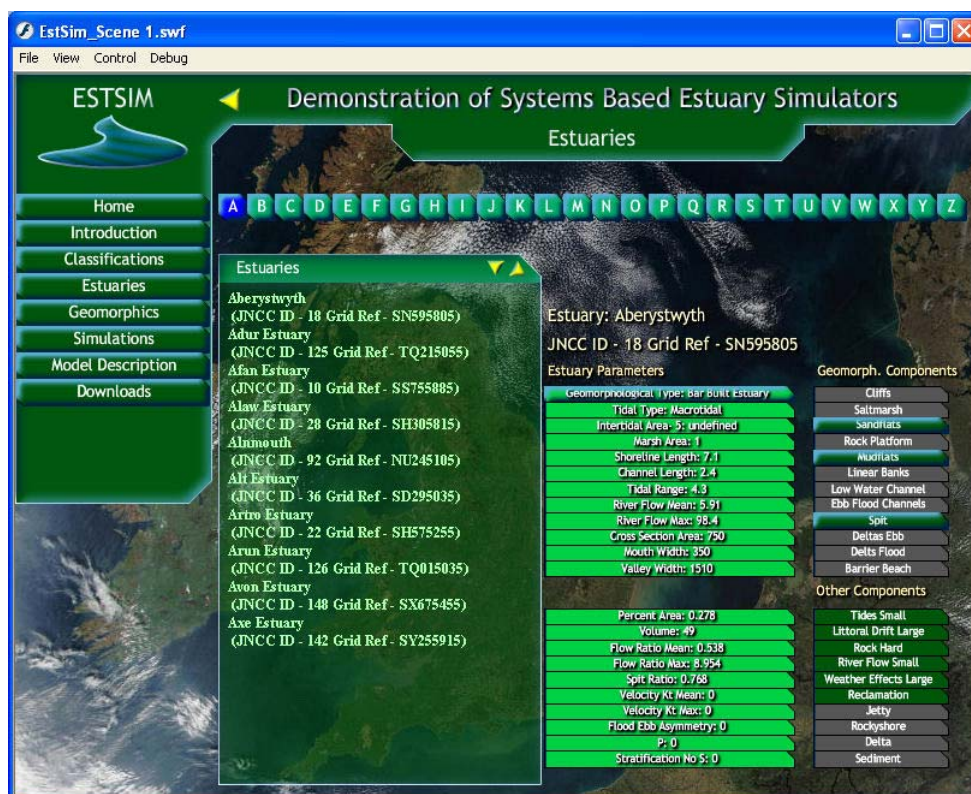 EstSim_Scene 1.swf
File View Control Debug
ESTSIM
Demonstration of Systems Based Estuary Simulators
Estuaries
Home
Introduction
Classifications
Estuaries
Geomorphics
Simulations
Model Description
Downloads
A B C D E F G H I J K L M N O P Q R S T U V W X Y Z
Estuaries
Aberystwyth
(JNCC ID - 18 Grid Ref - SN595805)
Adur Estuary
(JNCC ID - 125 Grid Ref - TQ215055)
Afan Estuary
(JNCC ID - 10 Grid Ref - SS755885)
Alaw Estuary
(JNCC ID - 28 Grid Ref - SH305815)
Alnmouth
(JNCC ID - 92 Grid Ref - NU245105)
Alt Estuary
(JNCC ID - 36 Grid Ref - SD295035)
Artro Estuary
(JNCC ID - 22 Grid Ref - SH575255)
Arun Estuary
(JNCC ID - 126 Grid Ref - TQ015035)
Avon Estuary
(JNCC ID - 148 Grid Ref - SX675455)
Axe Estuary
(JNCC ID - 142 Grid Ref - SY255915)
Estuary: Aberystwyth
JNCC ID - 18 Grid Ref - SN595805
Estuary Parameters
Geomorphological Type: Bar Built Estuary
Tidal Type: Macrotidal
Intertidal Area- 5: undefined
Marsh Area: 1
Shoreline Length: 7.1
Channel Length: 2.4
Tidal Range: 4.3
River Flow Mean: 5.91
River Flow Max: 98.4
Cross Section Area: 750
Mouth Width: 350
Valley Width: 1510
Percent Area: 0.278
Volume: 49
Flow Ratio Mean: 0.538
Flow Ratio Max: 8.954
Spit Ratio: 0.768
Velocity Kt Mean: 0
Velocity Kt Max: 0
Flood Ebb Asymmetry: 0
P: 0
Stratification No S: 0
Geomorph. Components
Cliffs
Saltmarsh
Sandflats
Rock Platform
Mudflats
Linear Banks
Low Water Channel
Ebb Flood Channels
Spit
Deltas Ebb
Delts Flood
Barrier Beach
Other Components
Tides Small
Littoral Drift Large
Rock Hard
River Flow Small
Weather Effects Large
Reclamation
Jetty
Rockyshore
Delta
Sediment